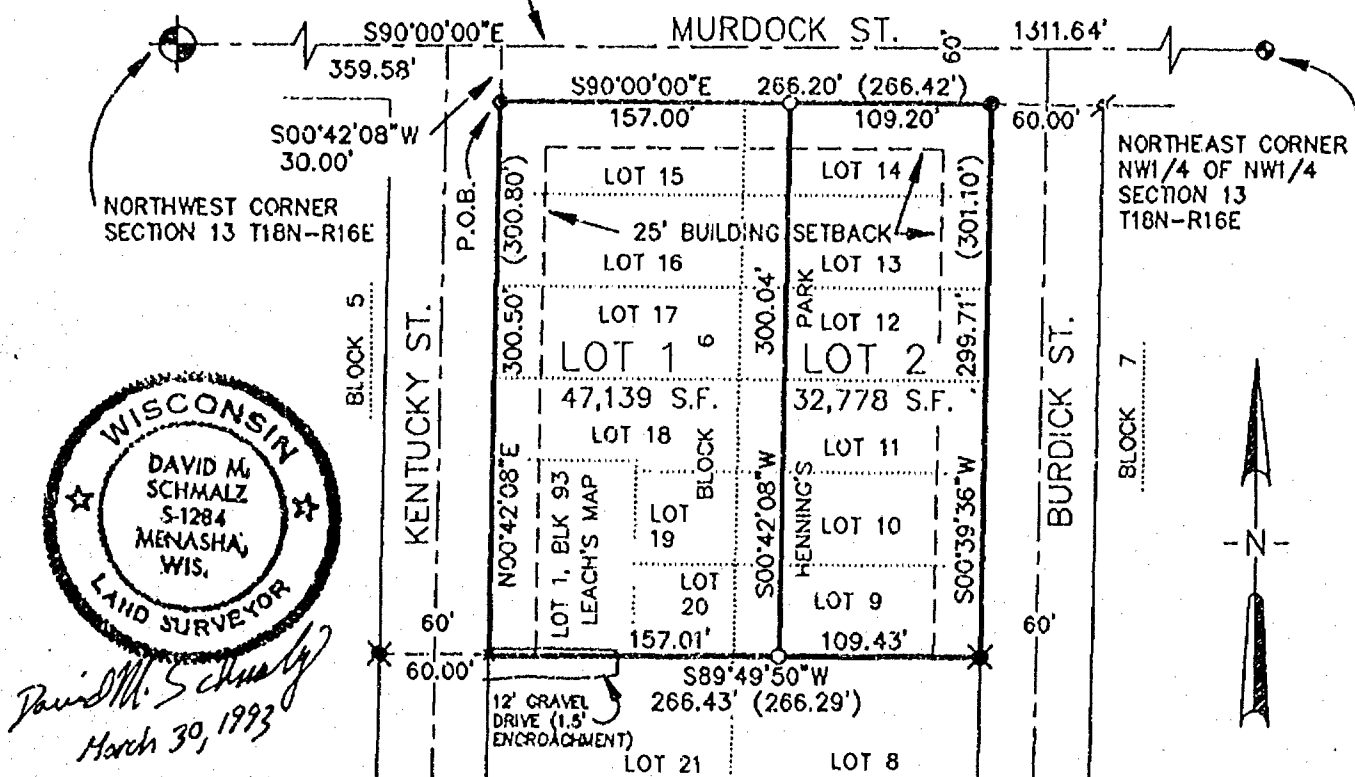 S90°00'00"E
MURDOCK ST.
60'
1311.64'
359.58'
S90°00'00"E
266.20' (266.42')
S00°42'08"W
30.00'
157.00'
109.20'
60.00'
NORTHWEST CORNER
SECTION 13 T18N-R16E
NORTHEAST CORNER
NW1/4 OF NW1/4
SECTION 13
T18N-R16E
P.O.B.
(300.80')
LOT 15
LOT 14
(301.10')
25' BUILDING SETBACK
LOT 16
LOT 13
BLOCK 5
KENTUCKY ST.
300.50'
LOT 17
6
300.04'
PARK
LOT 12
299.71'
BURDICK ST.
BLOCK 7
LOT 1
LOT 2
47,139 S.F.
32,778 S.F.
LOT 18
BLOCK
LOT 11
N00°42'08"E
LOT 1, BLK 93
LEACH'S MAP
LOT
19
S00°42'08"W
HENNING'S
LOT 10
S00°39'36"W
LOT
20
LOT 9
60'
157.01'
109.43'
60'
60.00'
S89°49'50"W
266.43' (266.29')
12' GRAVEL
DRIVE (1.5'
ENCROACHMENT)
LOT 21
LOT 8
N
WISCONSIN
DAVID M.
SCHMALZ
S-1284
MENASHA,
WIS.
LAND SURVEYOR
David M. Schmalz
March 30, 1993